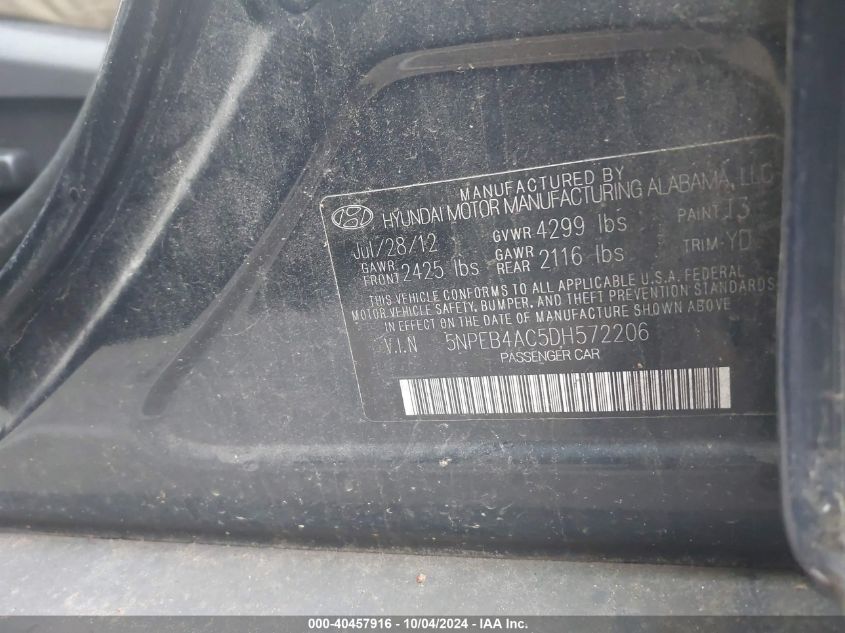 MANUFACTURED BY
HYUNDAI MOTOR MANUFACTURING ALABAMA, LLC
Jul/28/12 GVWR 4299 lbs PAINT:T3
GAWR FRONT 2425 lbs GAWR REAR 2116 lbs TRIM-YD
THIS VEHICLE CONFORMS TO ALL APPLICABLE U.S.A. FEDERAL
MOTOR VEHICLE SAFETY, BUMPER, AND THEFT PREVENTION STANDARDS
IN EFFECT ON THE DATE OF MANUFACTURE SHOWN ABOVE.
V.I.N 5NPEB4AC5DH572206
PASSENGER CAR
000-40457916 - 10/04/2024 - IAAI.COM